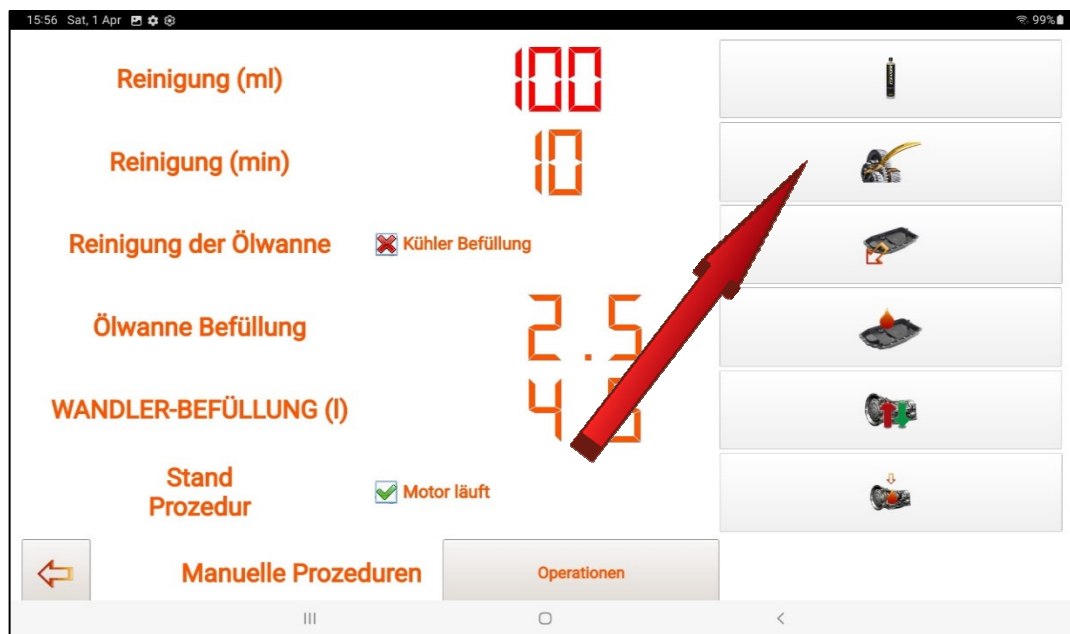 15:56 Sat, 1 Apr
99%
Reinigung (ml)
100
Reinigung (min)
10
Reinigung der Ölwanne
Kühler Befüllung
Ölwanne Befüllung
2.5
WANDLER-BEFÜLLUNG (l)
Stand
Prozedur
Motor läuft
Manuelle Prozeduren
Operationen